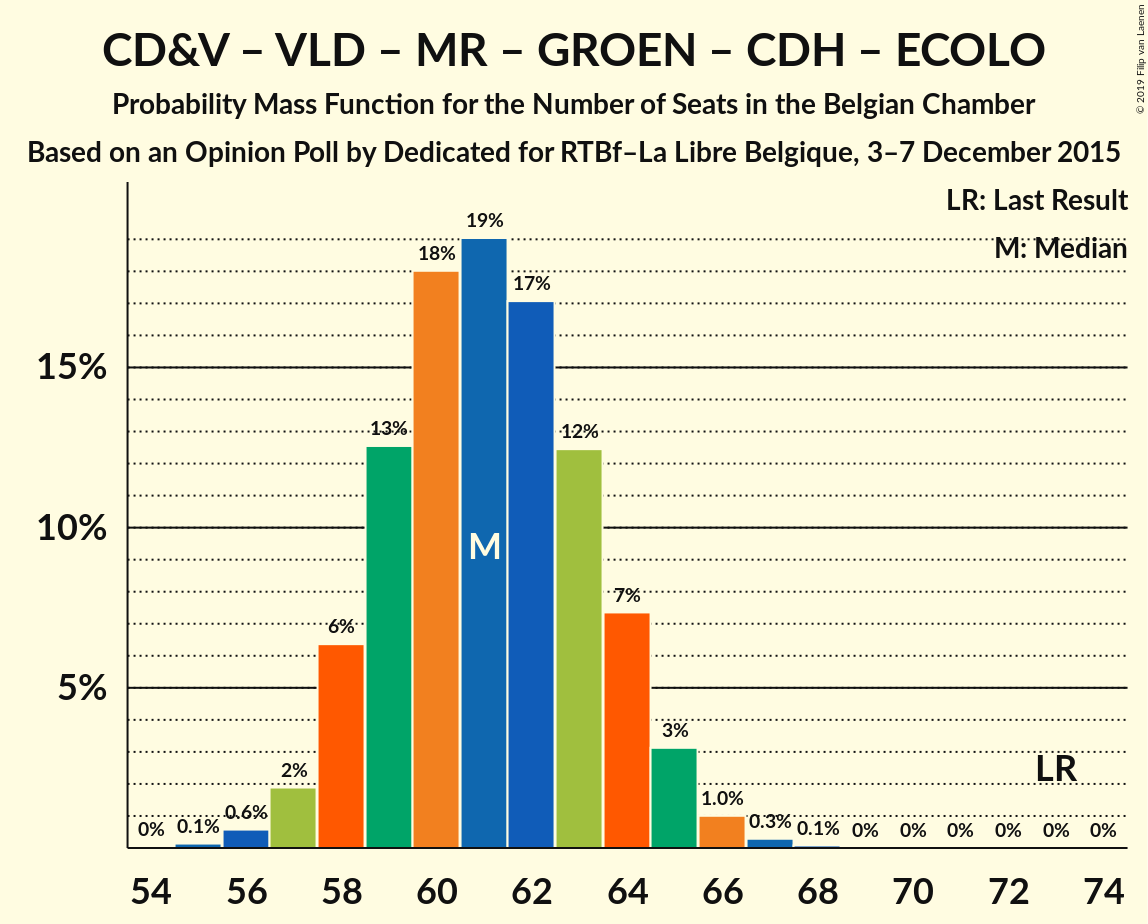 CD&V – VLD – MR – GROEN – CDH – ECOLO
Probability Mass Function for the Number of Seats in the Belgian Chamber
Based on an Opinion Poll by Dedicated for RTBf–La Libre Belgique, 3–7 December 2015
© 2019 Filip van Laenen
LR: Last Result
M: Median
15%
10%
5%
0% 0.1% 0.6% 2% 6% 13% 18% 19% 17% 12% 7% 3% 1.0% 0.3% 0.1% 0% 0% 0% 0% 0% 0%
M
LR
54 56 58 60 62 64 66 68 70 72 74